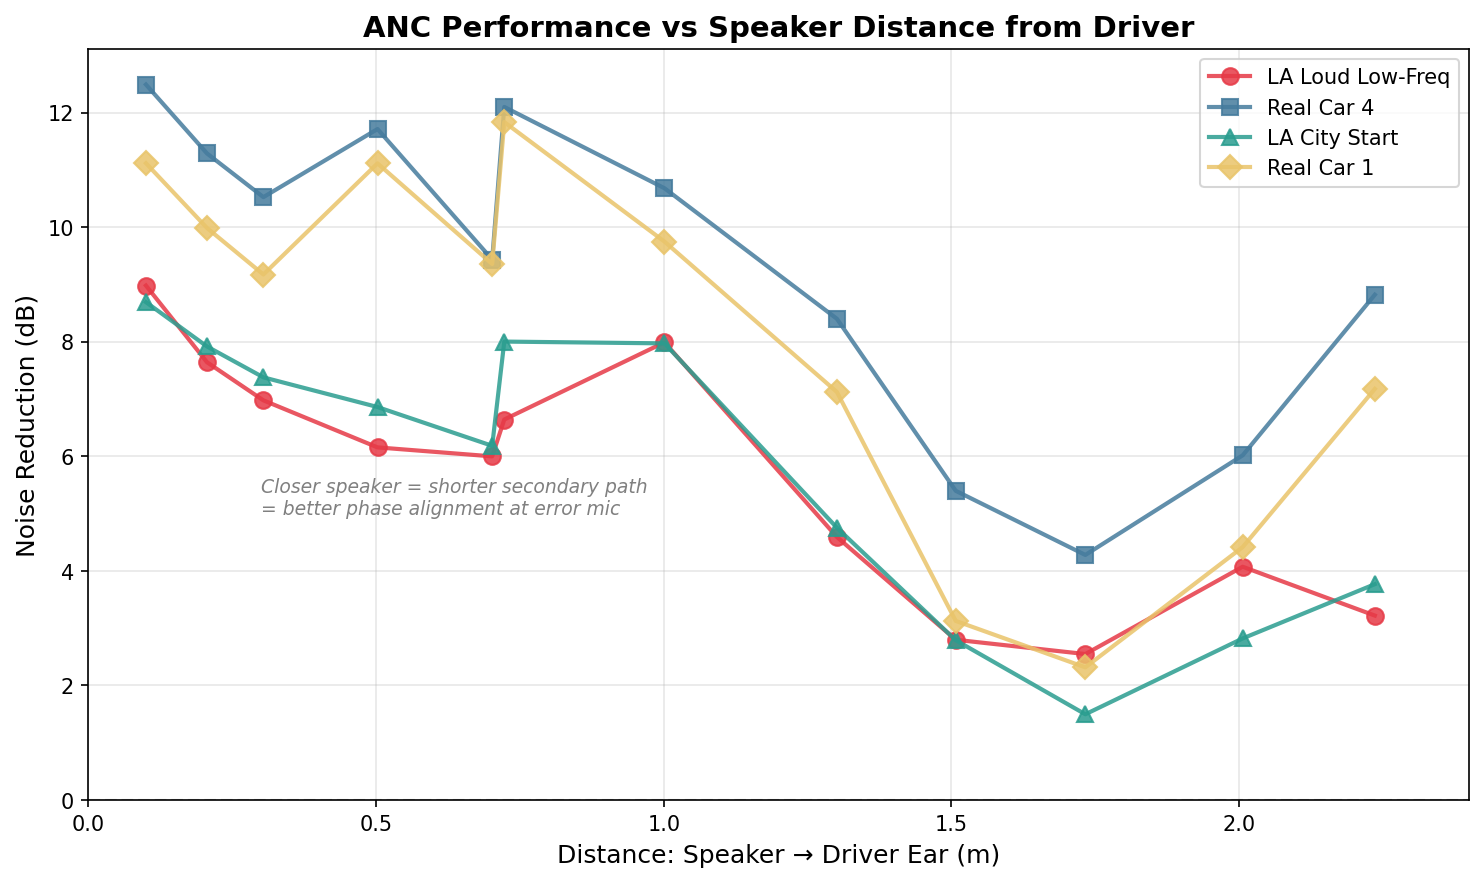 ANC Performance vs Speaker Distance from Driver
LA Loud Low-Freq
Real Car 4
LA City Start
Real Car 1
Noise Reduction (dB)
12
10
8
6
4
2
0
Closer speaker = shorter secondary path
= better phase alignment at error mic
0.0 0.5 1.0 1.5 2.0
Distance: Speaker → Driver Ear (m)